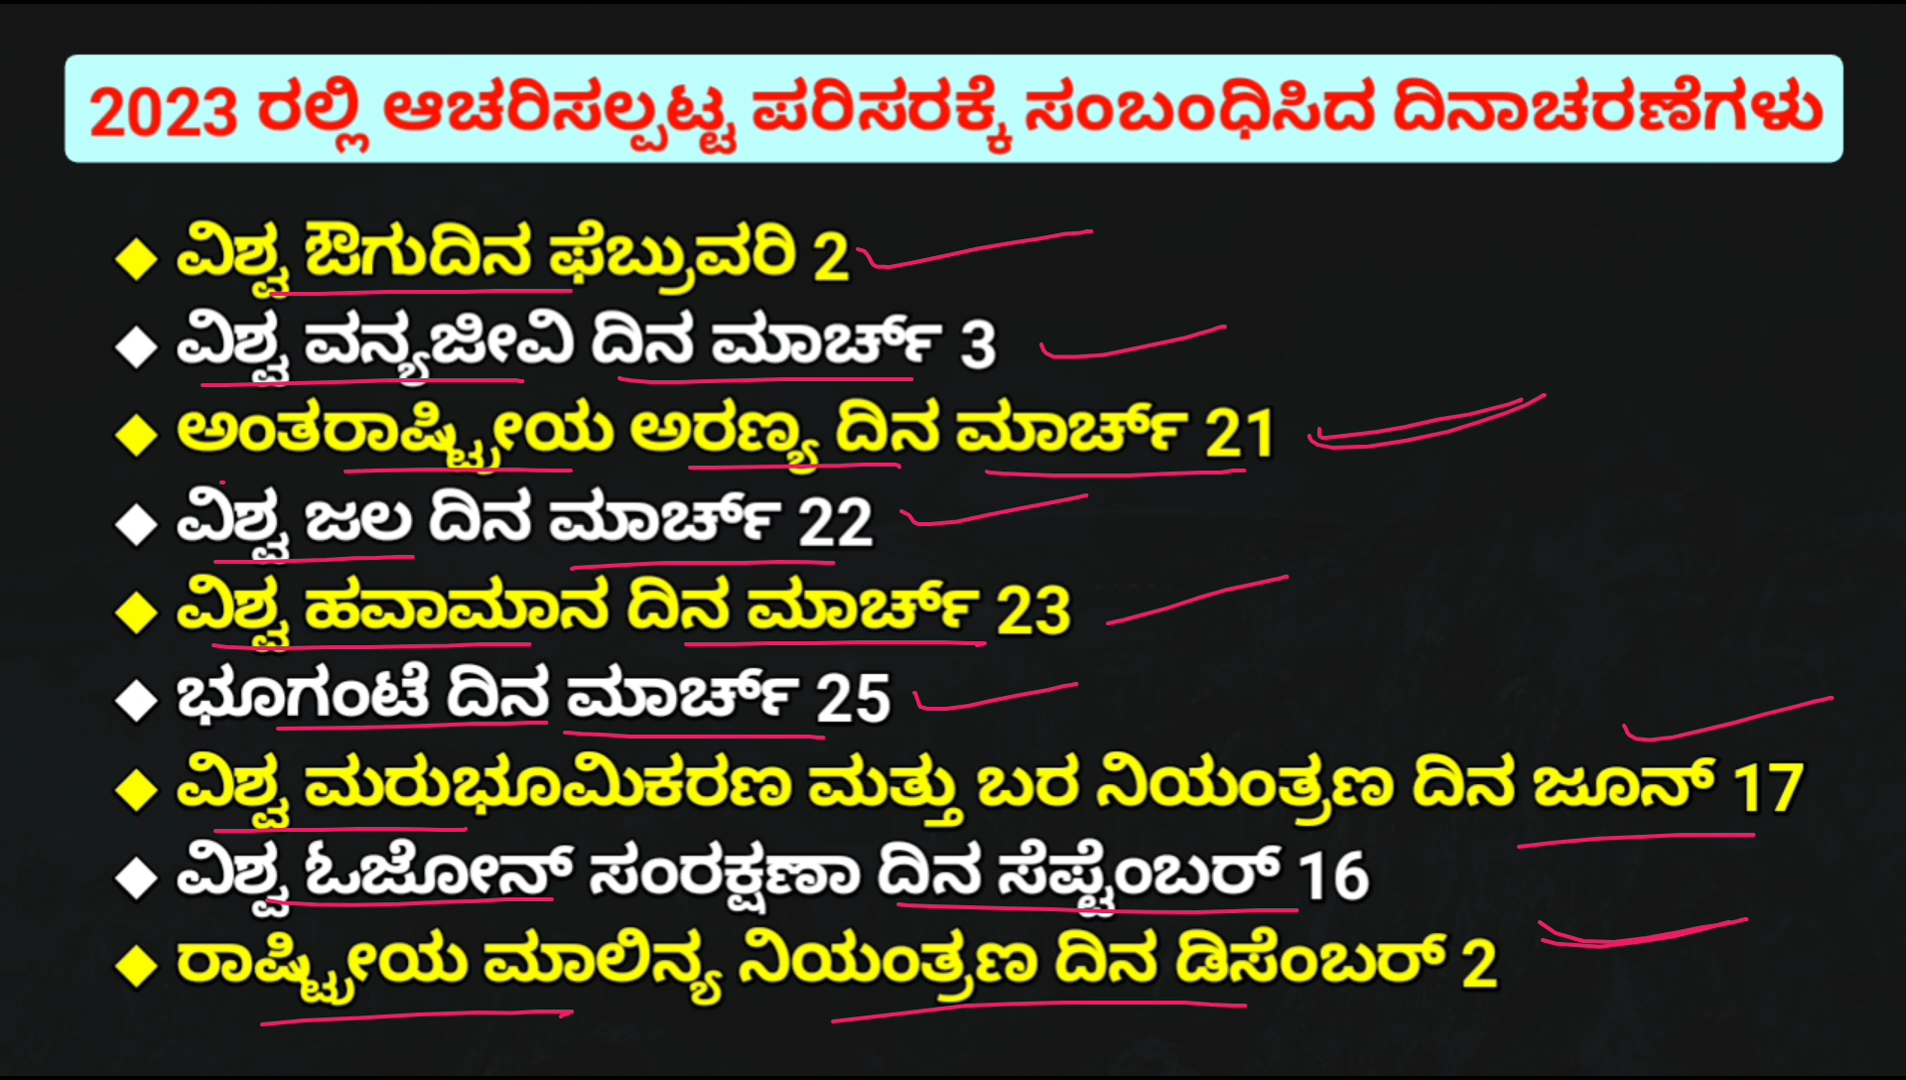 2023 ರಲ್ಲಿ ಆಚರಿಸಲ್ಪಟ್ಟ ಪರಿಸರಕ್ಕೆ ಸಂಬಂಧಿಸಿದ ದಿನಾಚರಣೆಗಳು
◆ ವಿಶ್ವ ಔಗುದಿನ ಫೆಬ್ರುವರಿ 2
◆ ವಿಶ್ವ ವನ್ಯಜೀವಿ ದಿನ ಮಾರ್ಚ್ 3
◆ ಅಂತರಾಷ್ಟ್ರೀಯ ಅರಣ್ಯ ದಿನ ಮಾರ್ಚ್ 21
◆ ವಿಶ್ವ ಜಲ ದಿನ ಮಾರ್ಚ್ 22
◆ ವಿಶ್ವ ಹವಾಮಾನ ದಿನ ಮಾರ್ಚ್ 23
◆ ಭೂಗಂಟೆ ದಿನ ಮಾರ್ಚ್ 25
◆ ವಿಶ್ವ ಮರುಭೂಮಿಕರಣ ಮತ್ತು ಬರ ನಿಯಂತ್ರಣ ದಿನ ಜೂನ್ 17
◆ ವಿಶ್ವ ಓಜೋನ್ ಸಂರಕ್ಷಣಾ ದಿನ ಸೆಪ್ಟೆಂಬರ್ 16
◆ ರಾಷ್ಟ್ರೀಯ ಮಾಲಿನ್ಯ ನಿಯಂತ್ರಣ ದಿನ ಡಿಸೆಂಬರ್ 2